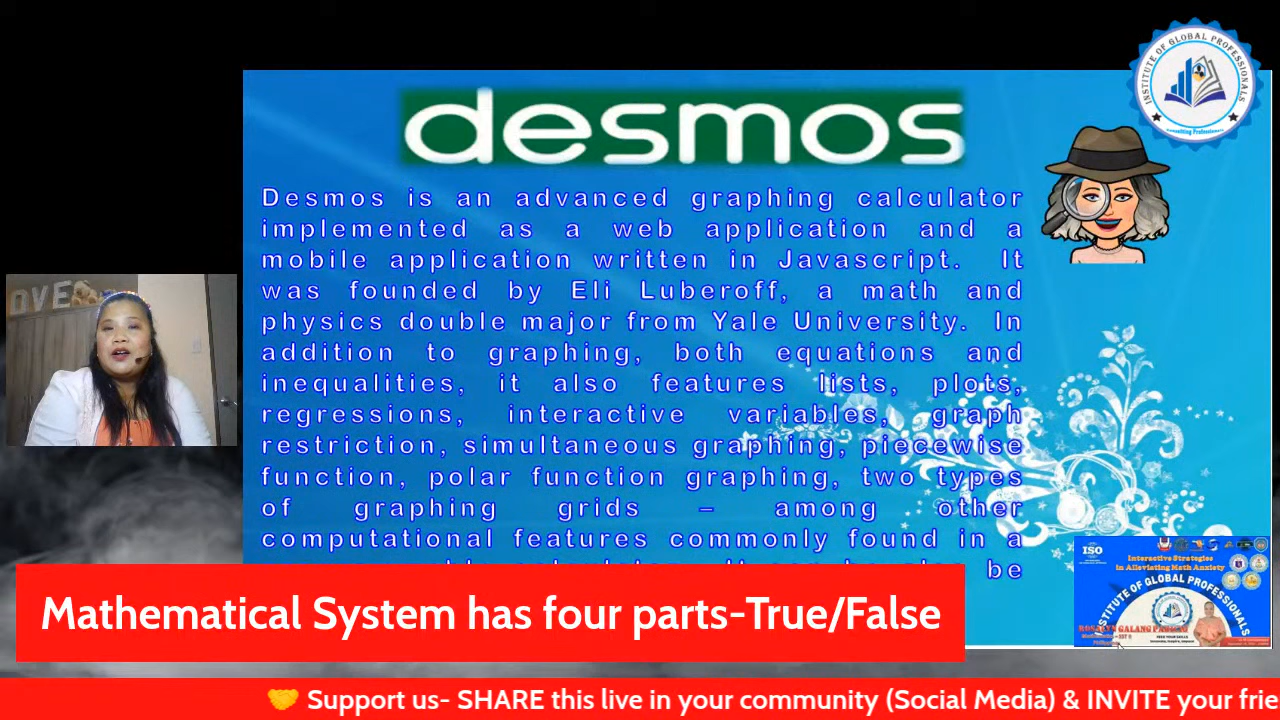 INSTITUTE OF GLOBAL PROFESSIONALS
Consulting Professionals
desmos
Desmos is an advanced graphing calculator
implemented as a web application and a
mobile application written in Javascript. It
was founded by Eli Luberoff, a math and
physics double major from Yale University. In
addition to graphing, both equations and
inequalities, it also features lists, plots,
regressions, interactive variables, graph
restriction, simultaneous graphing, piecewise
function, polar function graphing, two types
of graphing grids – among other
computational features commonly found in a
be
OVE
ISO
Interactive Strategies
in Alleviating Math Anxiety
INSTITUTE OF GLOBAL PROFESSIONALS
Mathematical System has four parts-True/False
🤝 Support us- SHARE this live in your community (Social Media) & INVITE your frie